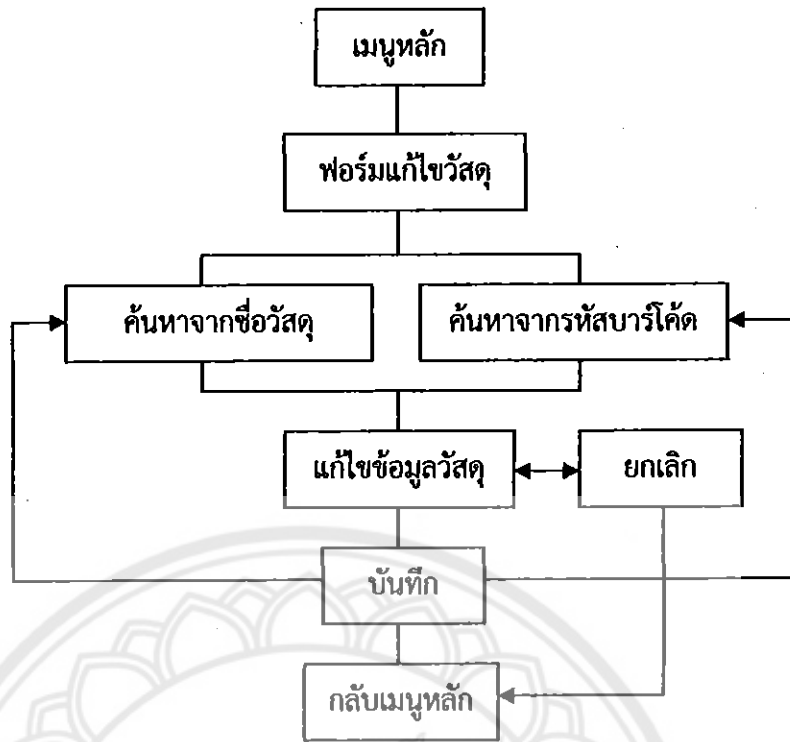 เมนูหลัก
ฟอร์มแก้ไขวัสดุ
ค้นหาจากชื่อวัสดุ
ค้นหาจากรหัสบาร์โค้ด
แก้ไขข้อมูลวัสดุ
ยกเลิก
บันทึก
กลับเมนูหลัก